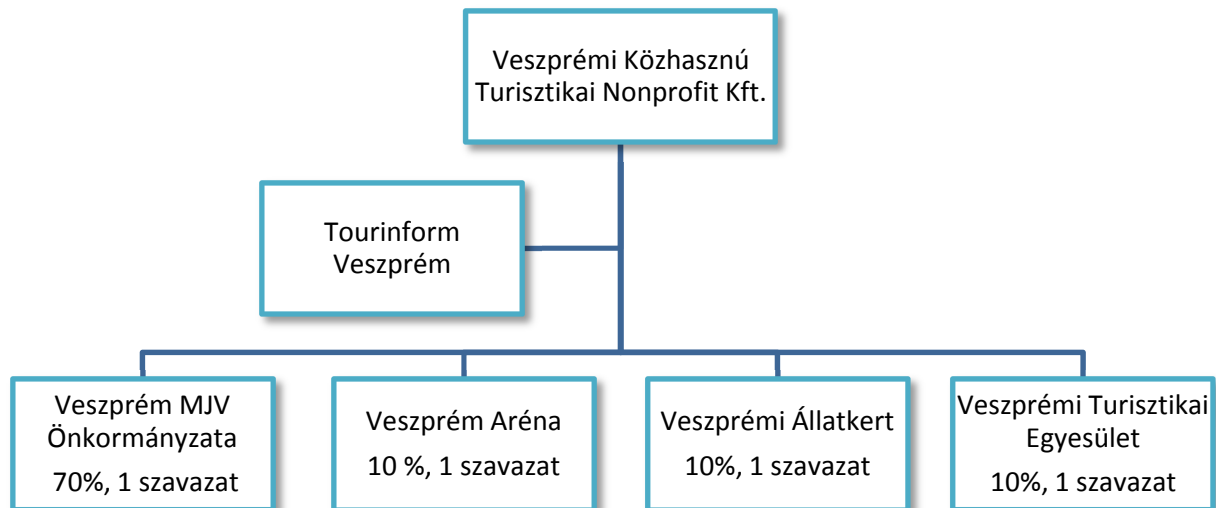 Veszprémi Közhasznú
Turisztikai Nonprofit Kft.
Tourinform
Veszprém
Veszprém MJV
Önkormányzata
70%, 1 szavazat
Veszprém Aréna
10 %, 1 szavazat
Veszprémi Állatkert
10%, 1 szavazat
Veszprémi Turisztikai
Egyesület
10%, 1 szavazat